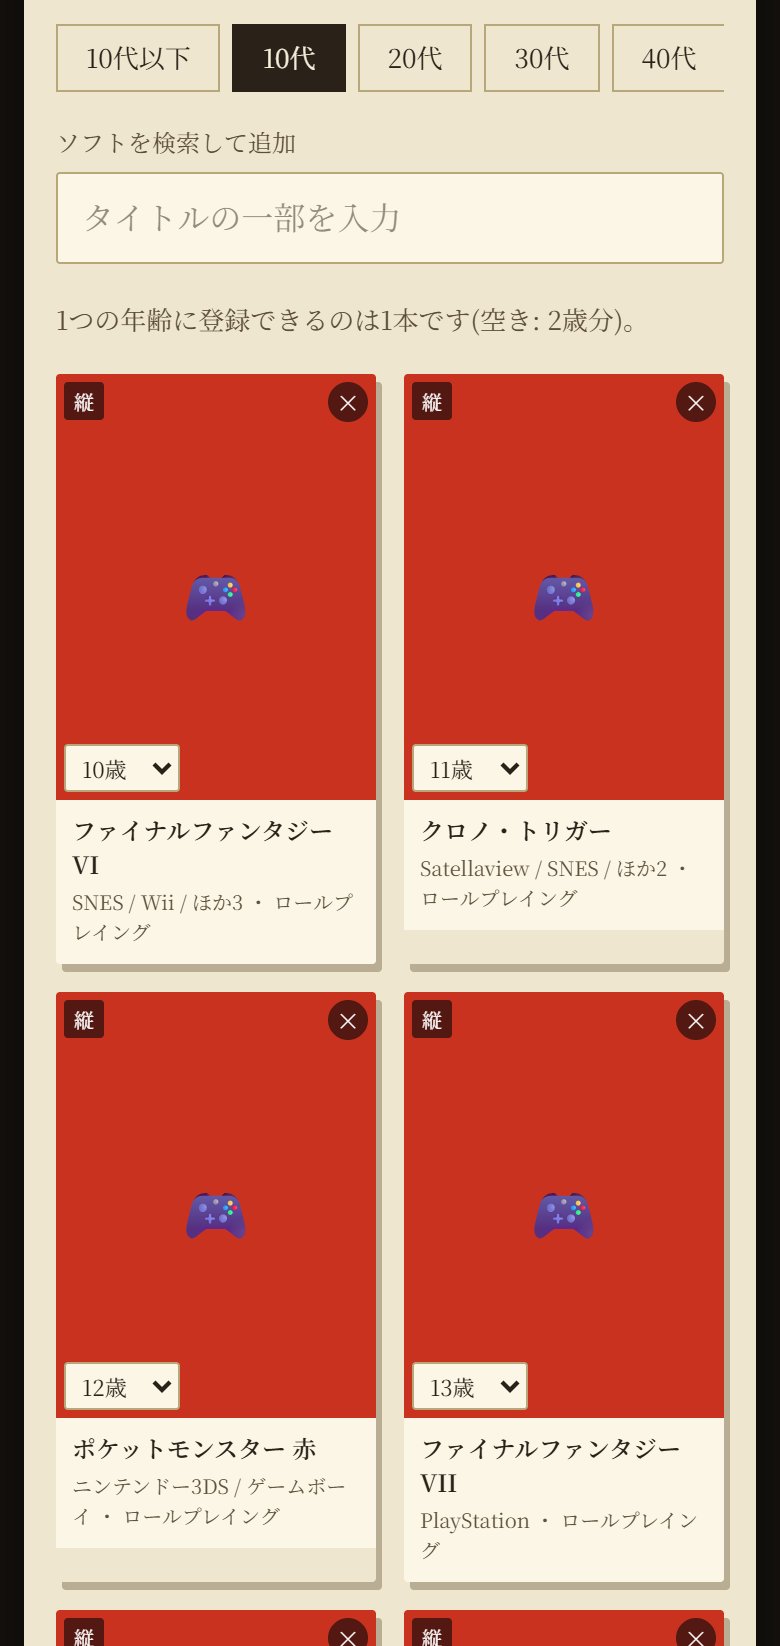 10代以下 10代 20代 30代 40代
ソフトを検索して追加
タイトルの一部を入力
1つの年齢に登録できるのは1本です(空き: 2歳分)。
縦
10歳
ファイナルファンタジー
VI
SNES / Wii / ほか3 ・ ロールプ
レイング
縦
11歳
クロノ・トリガー
Satellaview / SNES / ほか2 ・
ロールプレイング
縦
12歳
ポケットモンスター 赤
ニンテンドー3DS / ゲームボー
イ ・ ロールプレイング
縦
13歳
ファイナルファンタジー
VII
PlayStation ・ ロールプレイン
グ
縦
縦